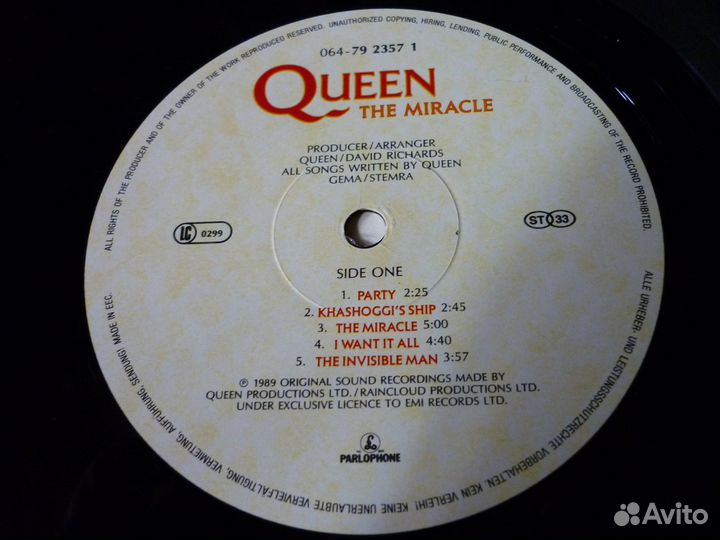 ALL RIGHTS OF THE PRODUCER AND OF THE OWNER OF THE WORK REPRODUCED RESERVED. UNAUTHORIZED COPYING, HIRING, LENDING, PUBLIC PERFORMANCE AND BROADCASTING OF THE RECORD PROHIBITED.
064-79 2357 1
QUEEN
THE MIRACLE
PRODUCER/ARRANGER
QUEEN/DAVID RICHARDS
ALL SONGS WRITTEN BY QUEEN
GEMA/STEMRA
LC 0299
ST 33
SIDE ONE
1. PARTY 2:25
2. KHASHOGGI'S SHIP 2:45
3. THE MIRACLE 5:00
4. I WANT IT ALL 4:40
5. THE INVISIBLE MAN 3:57
℗ 1989 ORIGINAL SOUND RECORDINGS MADE BY
QUEEN PRODUCTIONS LTD./RAINCLOUD PRODUCTIONS LTD.
UNDER EXCLUSIVE LICENCE TO EMI RECORDS LTD.
PARLOPHONE
ALLE URHEBER- UND LEISTUNGSSCHUTZRECHTE VORBEHALTEN. KEIN VERLEIH! KEINE UNERLAUBTE VERVIELFÄLTIGUNG, VERMIETUNG, AUFFÜHRUNG, SENDUNG! MADE IN EEC.
Avito